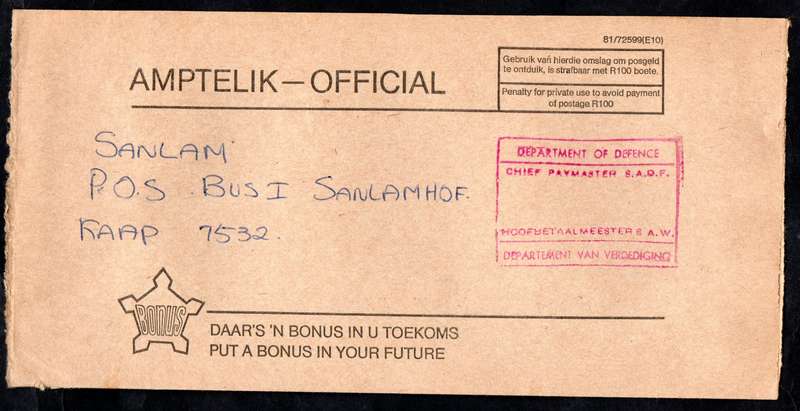 81/72599(E10)
Gebruik van hierdie omslag om posgeld
te ontduik, is strafbaar met R100 boete.
Penalty for private use to avoid payment
of postage R100
AMPTELIK – OFFICIAL
SANLAM
P.O.S BUS I SANLAMHOF.
KAAP 7532.
DEPARTMENT OF DEFENCE
CHIEF PAYMASTER S.A.D.F.
HOOFBETAALMEESTER S.A.W.
DEPARTEMENT VAN VERDEDIGING
BONUS
DAAR'S 'N BONUS IN U TOEKOMS
PUT A BONUS IN YOUR FUTURE